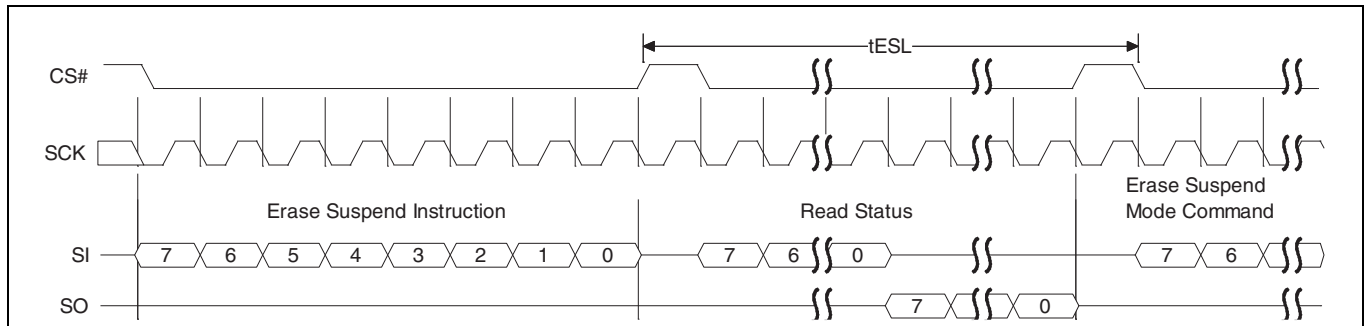 tESL
CS#
SCK
Erase Suspend Instruction
Read Status
Erase Suspend
Mode Command
SI
7 6 5 4 3 2 1 0
7 6 0
7 6
SO
7 0